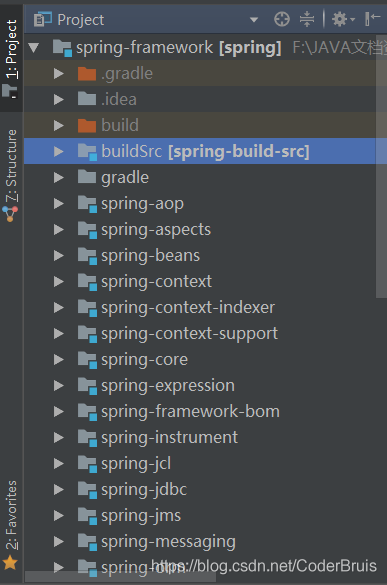 Project
1: Project
spring-framework [spring] F:\JAVA文档
.gradle
.idea
build
buildSrc [spring-build-src]
gradle
7: Structure
spring-aop
spring-aspects
spring-beans
spring-context
spring-context-indexer
spring-context-support
spring-core
spring-expression
spring-framework-bom
spring-instrument
spring-jcl
spring-jdbc
spring-jms
spring-messaging
2: Favorites
spring-oxm
https://blog.csdn.net/CoderBruis